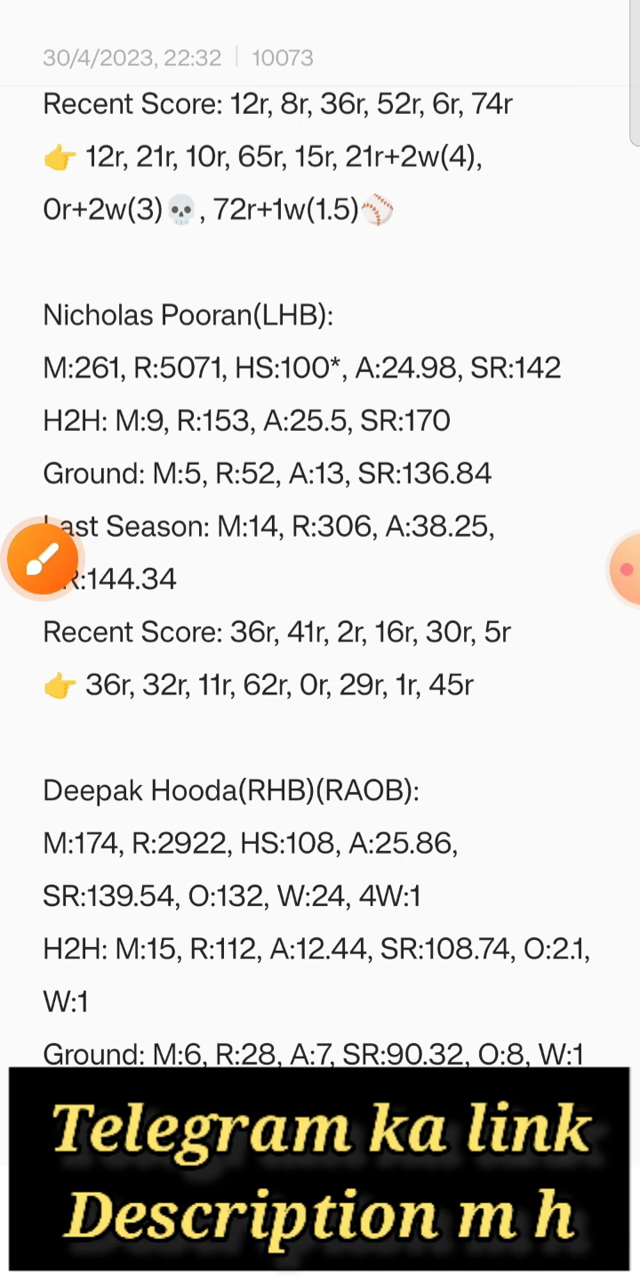 30/4/2023, 22:32 | 10073
Recent Score: 12r, 8r, 36r, 52r, 6r, 74r
👉 12r, 21r, 10r, 65r, 15r, 21r+2w(4),
0r+2w(3)💀, 72r+1w(1.5)⚾
Nicholas Pooran(LHB):
M:261, R:5071, HS:100*, A:24.98, SR:142
H2H: M:9, R:153, A:25.5, SR:170
Ground: M:5, R:52, A:13, SR:136.84
Last Season: M:14, R:306, A:38.25,
R:144.34
Recent Score: 36r, 41r, 2r, 16r, 30r, 5r
👉 36r, 32r, 11r, 62r, 0r, 29r, 1r, 45r
Deepak Hooda(RHB)(RAOB):
M:174, R:2922, HS:108, A:25.86,
SR:139.54, O:132, W:24, 4W:1
H2H: M:15, R:112, A:12.44, SR:108.74, O:2.1,
W:1
Ground: M:6, R:28, A:7, SR:90.32, O:8, W:1
Telegram ka link
Description m h